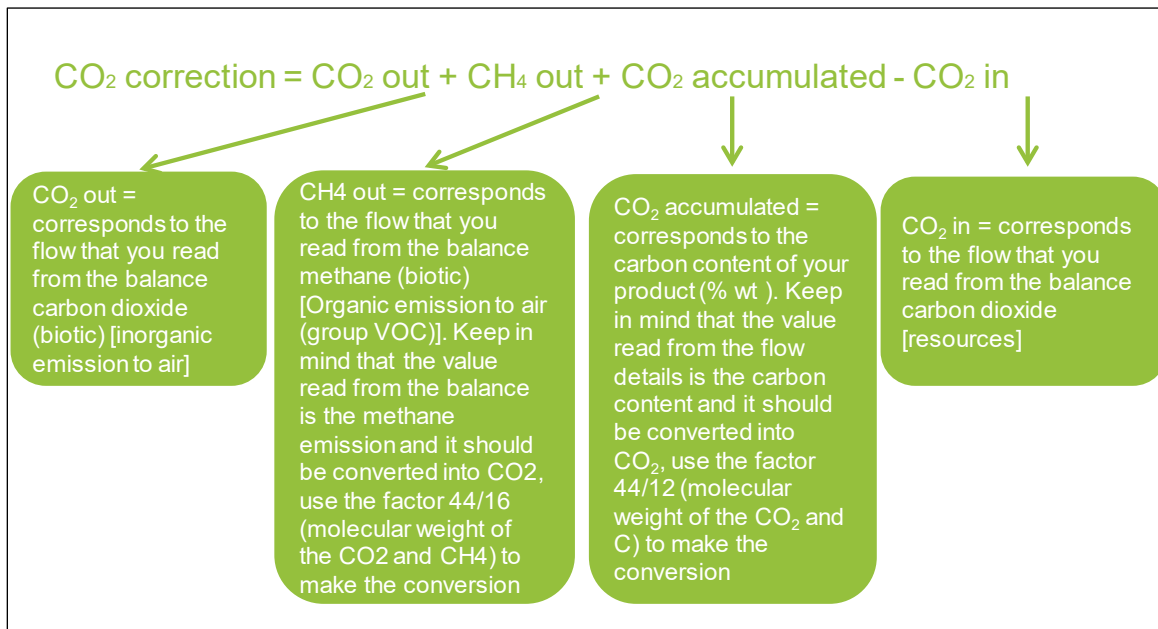 CO₂ correction = CO₂ out + CH₄ out + CO₂ accumulated - CO₂ in
CO₂ out =
corresponds to the
flow that you read
from the balance
carbon dioxide
(biotic) [inorganic
emission to air]
CH4 out = corresponds
to the flow that you
read from the balance
methane (biotic)
[Organic emission to air
(group VOC)]. Keep in
mind that the value
read from the balance
is the methane
emission and it should
be converted into CO2,
use the factor 44/16
(molecular weight of
the CO2 and CH4) to
make the conversion
CO₂ accumulated =
corresponds to the
carbon content of your
product (% wt ). Keep
in mind that the value
read from the flow
details is the carbon
content and it should
be converted into
CO₂, use the factor
44/12 (molecular
weight of the CO₂ and
C) to make the
conversion
CO₂ in = corresponds
to the flow that you
read from the balance
carbon dioxide
[resources]